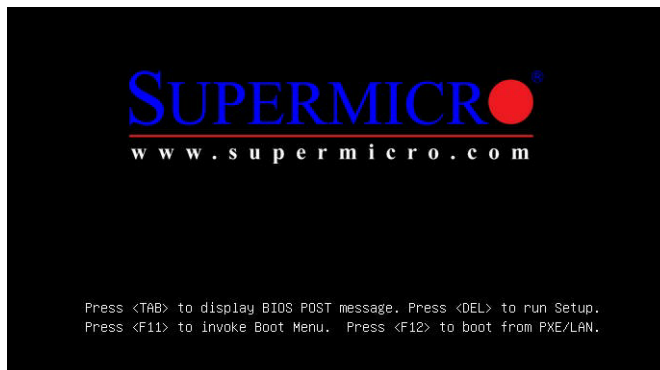 SUPERMICRO®
www.supermicro.com
Press <TAB> to display BIOS POST message. Press <DEL> to run Setup.
Press <F11> to invoke Boot Menu. Press <F12> to boot from PXE/LAN.